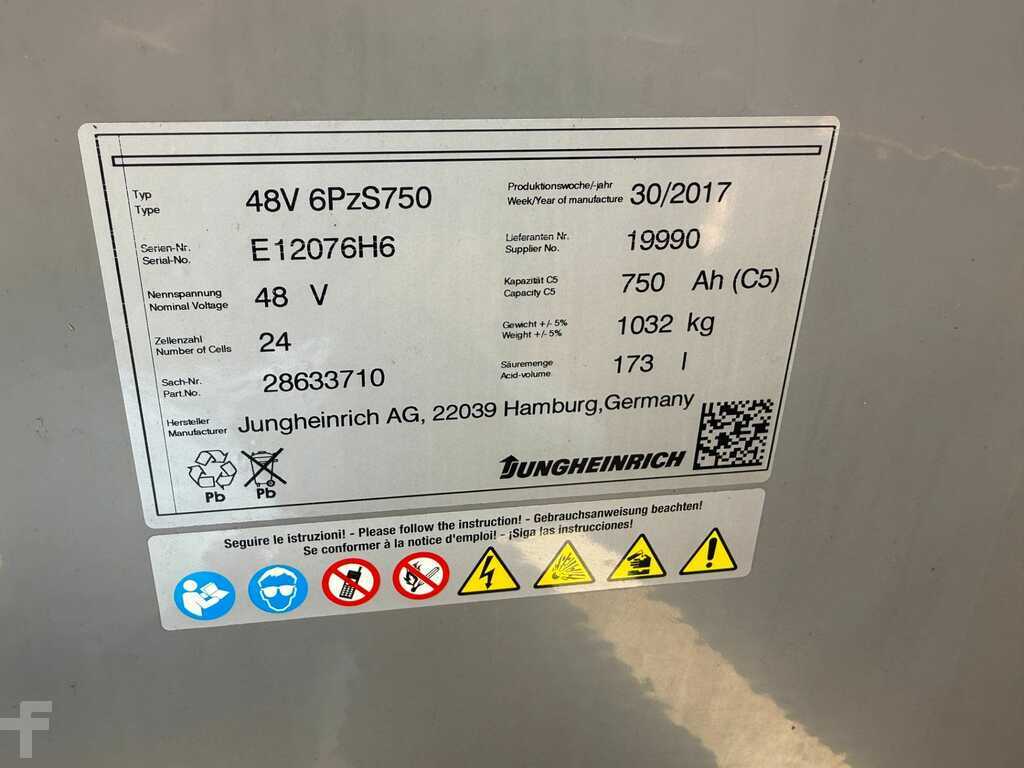 Typ
Type
48V 6PzS750
Produktionswoche/-jahr
Week/Year of manufacture
30/2017
Serien-Nr.
Serial-No.
E12076H6
Lieferanten Nr.
Supplier No.
19990
Nennspannung
Nominal Voltage
48 V
Kapazität C5
Capacity C5
750 Ah (C5)
Zellenzahl
Number of Cells
24
Gewicht +/- 5%
Weight +/- 5%
1032 kg
Sach-Nr.
Part.No.
28633710
Säuremenge
Acid-volume
173 l
Hersteller
Manufacturer
Jungheinrich AG, 22039 Hamburg,Germany
Pb
Pb
JUNGHEINRICH
Seguire le istruzioni! - Please follow the instruction! - Gebrauchsanweisung beachten!
Se conformer à la notice d'emploi! - ¡Siga las instrucciones!